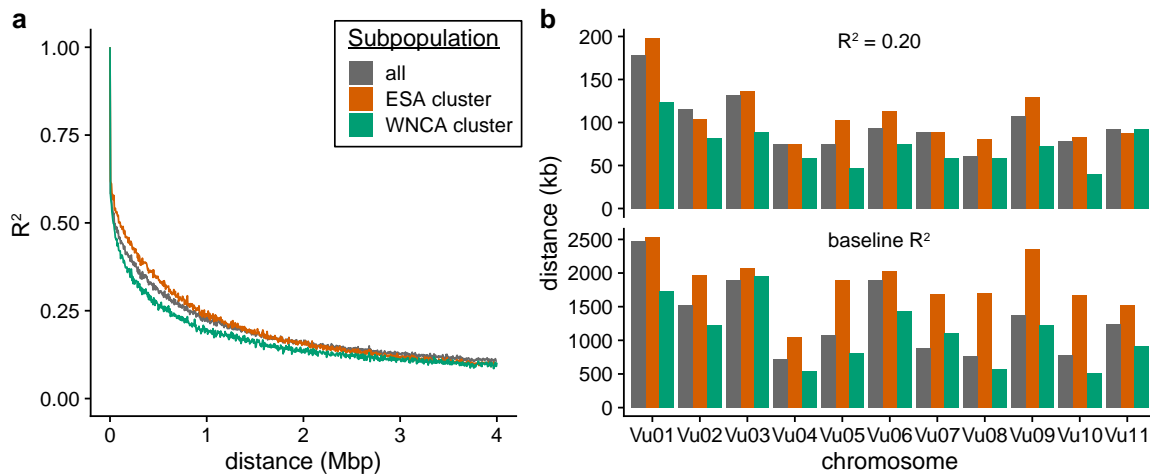 a
Subpopulation
all
ESA cluster
WNCA cluster
R²
1.00
0.75
0.50
0.25
0.00
0 1 2 3 4
distance (Mbp)
b
R² = 0.20
200
150
100
50
0
baseline R²
2500
2000
1500
1000
500
0
distance (kb)
Vu01 Vu02 Vu03 Vu04 Vu05 Vu06 Vu07 Vu08 Vu09 Vu10 Vu11
chromosome